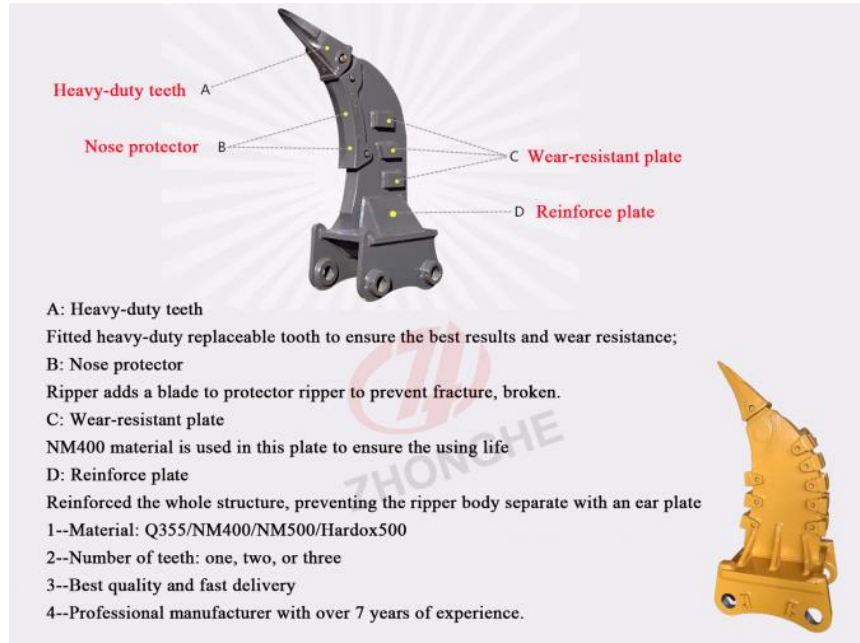 Heavy-duty teeth A
Nose protector B
C Wear-resistant plate
D Reinforce plate
A: Heavy-duty teeth
Fitted heavy-duty replaceable tooth to ensure the best results and wear resistance;
B: Nose protector
Ripper adds a blade to protector ripper to prevent fracture, broken.
C: Wear-resistant plate
NM400 material is used in this plate to ensure the using life
D: Reinforce plate
Reinforced the whole structure, preventing the ripper body separate with an ear plate
1--Material: Q355/NM400/NM500/Hardox500
2--Number of teeth: one, two, or three
3--Best quality and fast delivery
4--Professional manufacturer with over 7 years of experience.
ZHONGHE